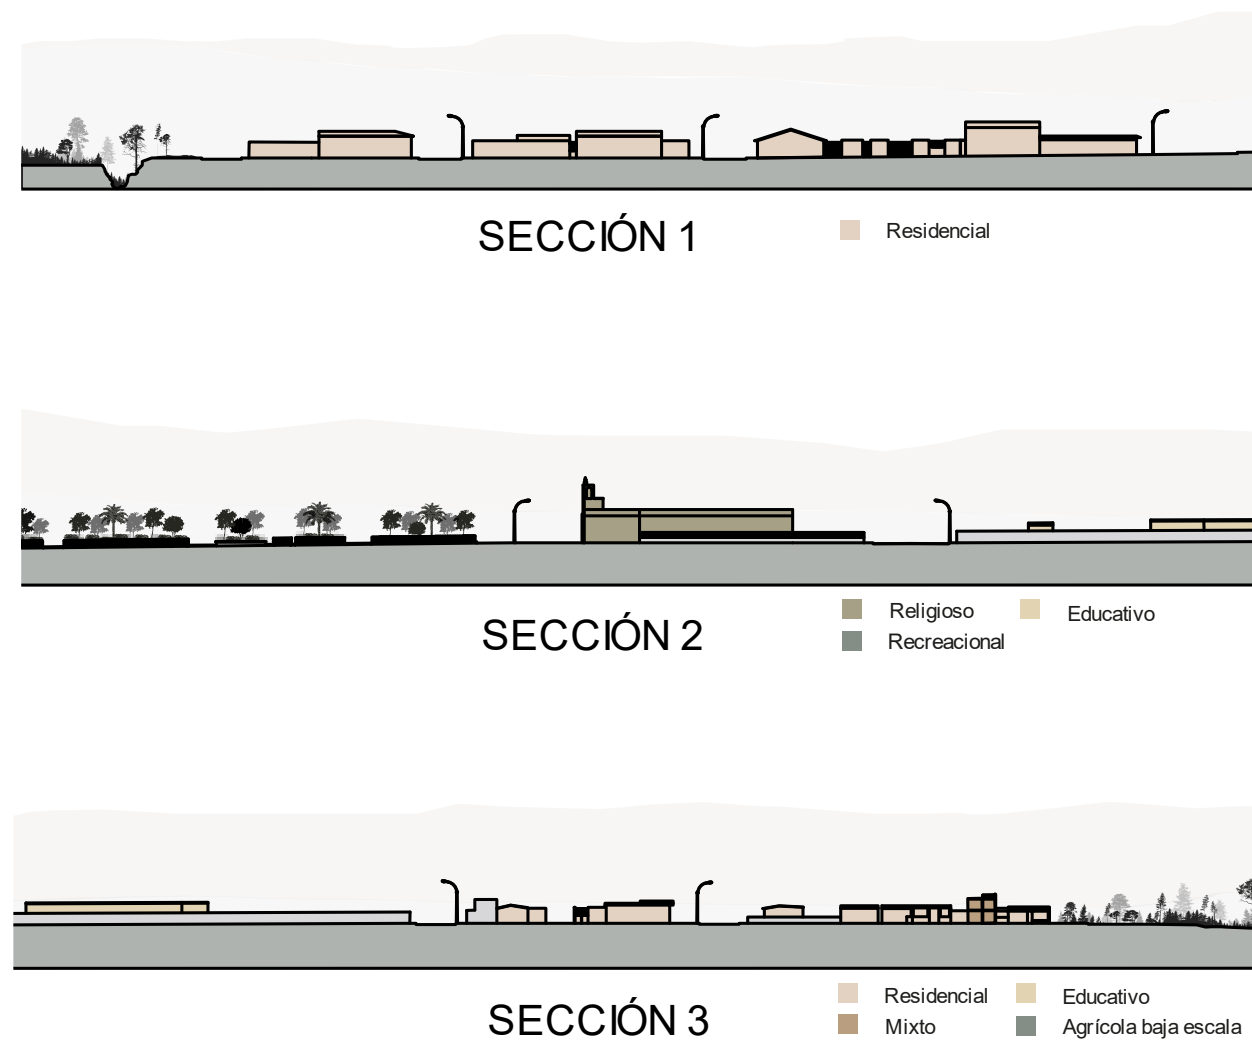 SECCIÓN 1
Residencial
SECCIÓN 2
Religioso
Educativo
Recreacional
SECCIÓN 3
Residencial
Educativo
Mixto
Agrícola baja escala